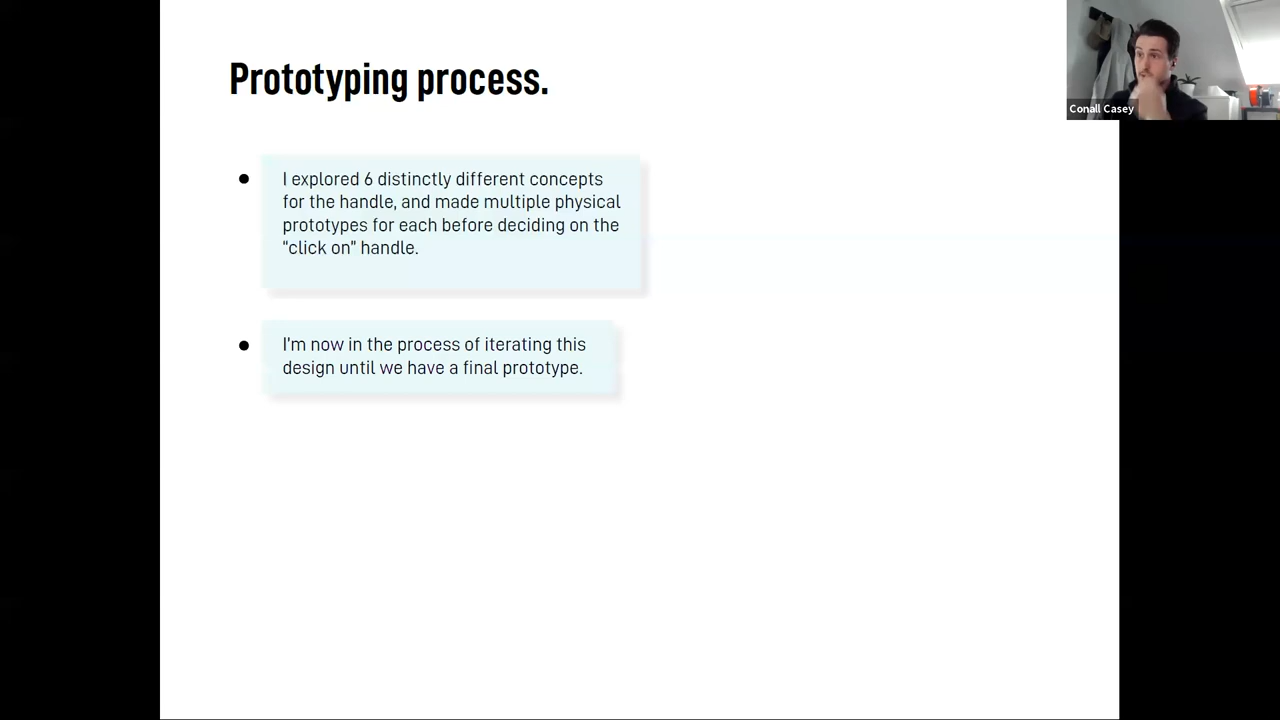 Prototyping process.
Conall Casey
● I explored 6 distinctly different concepts
for the handle, and made multiple physical
prototypes for each before deciding on the
“click on” handle.
● I'm now in the process of iterating this
design until we have a final prototype.